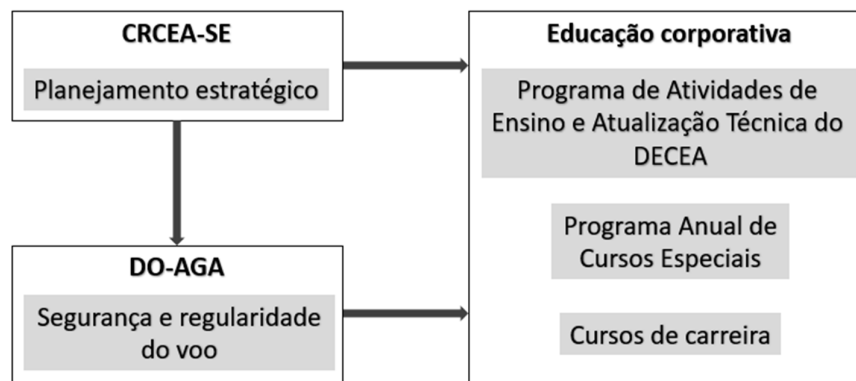 CRCEA-SE
Planejamento estratégico
DO-AGA
Segurança e regularidade
do voo
Educação corporativa
Programa de Atividades de
Ensino e Atualização Técnica do
DECEA
Programa Anual de
Cursos Especiais
Cursos de carreira